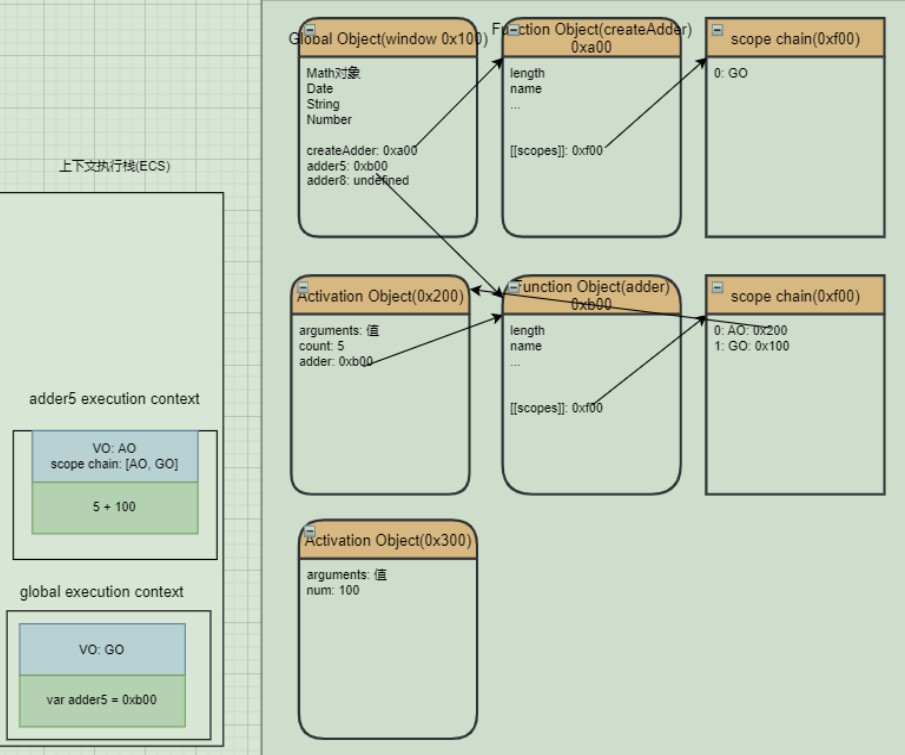 上下文执行栈(ECS)
adder5 execution context
VO: AO
scope chain: [AO, GO]
5 + 100
global execution context
VO: GO
var adder5 = 0xb00
Global Object(window 0x100)
Math对象
Date
String
Number
createAdder: 0xa00
adder5: 0xb00
adder8: undefined
Function Object(createAdder)
0xa00
length
name
...
[[scopes]]: 0xf00
scope chain(0xf00)
0: GO
Activation Object(0x200)
arguments: 值
count: 5
adder: 0xb00
Function Object(adder)
0xb00
length
name
...
[[scopes]]: 0xf00
scope chain(0xf00)
0: AO: 0x200
1: GO: 0x100
Activation Object(0x300)
arguments: 值
num: 100